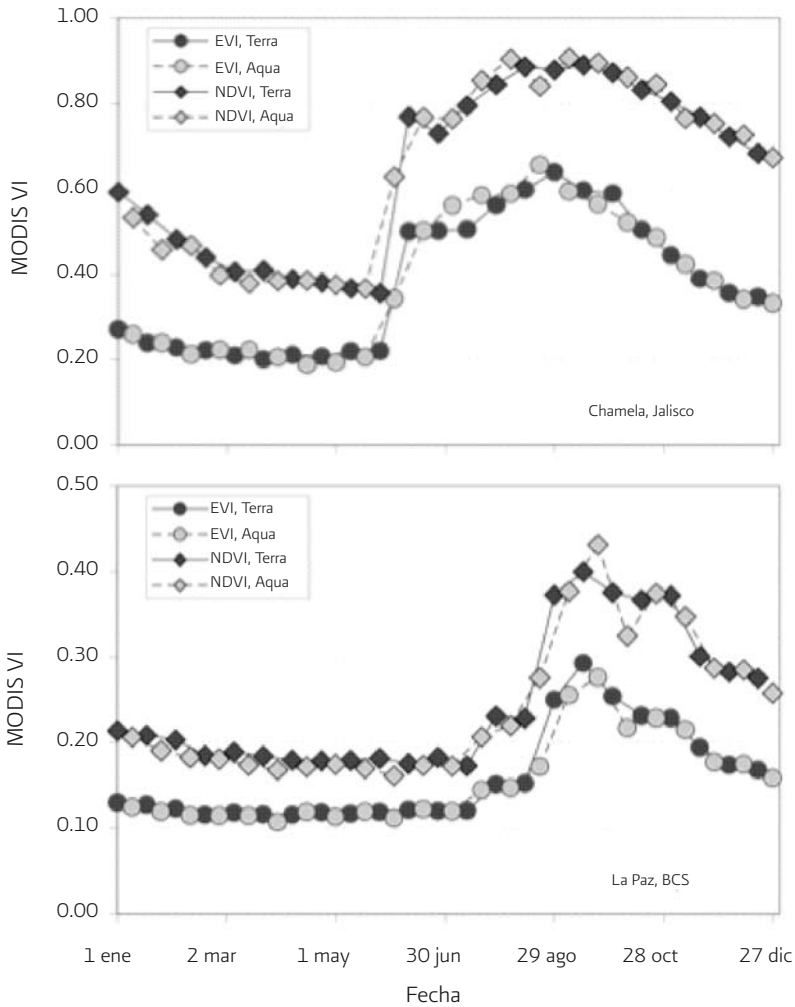 1.00
EVI, Terra
EVI, Aqua
NDVI, Terra
NDVI, Aqua
0.80
0.60
MODIS VI
0.40
0.20
Chamela, Jalisco
0.00
0.50
EVI, Terra
EVI, Aqua
NDVI, Terra
NDVI, Aqua
0.40
0.30
MODIS VI
0.20
0.10
La Paz, BCS
0.00
1 ene 2 mar 1 may 30 jun 29 ago 28 oct 27 dic
Fecha